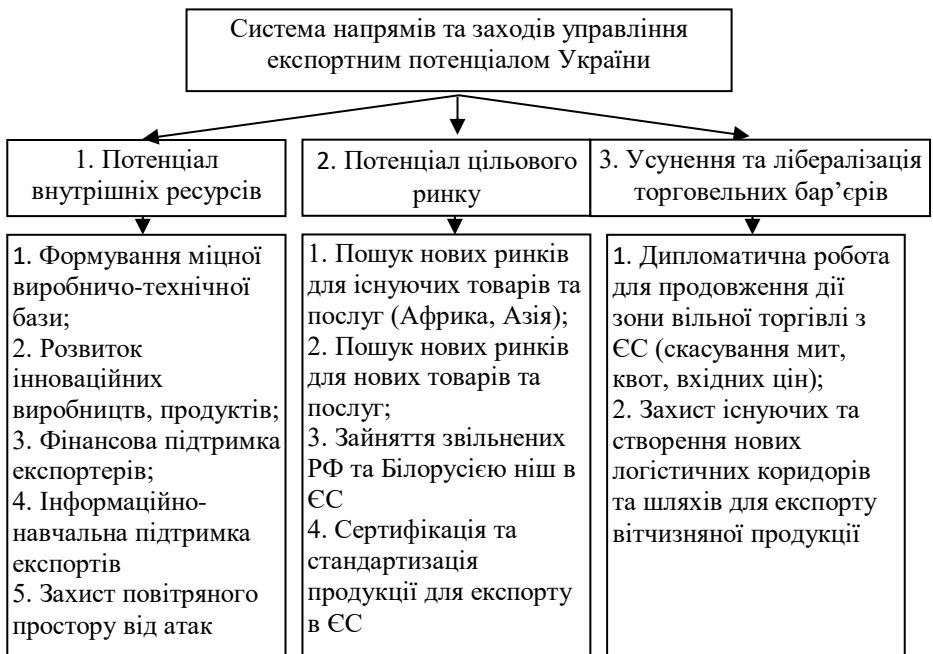 Система напрямів та заходів управління
експортним потенціалом України
1. Потенціал
внутрішніх ресурсів
2. Потенціал цільового
ринку
3. Усунення та лібералізація
торговельних бар’єрів
1. Формування міцної
виробничо-технічної
бази;
2. Розвиток
інноваційних
виробництв, продуктів;
3. Фінансова підтримка
експортерів;
4. Інформаційно-
навчальна підтримка
експортів
5. Захист повітряного
простору від атак
1. Пошук нових ринків
для існуючих товарів та
послуг (Африка, Азія);
2. Пошук нових ринків
для нових товарів та
послуг;
3. Зайняття звільнених
РФ та Білорусією ніш в
ЄС
4. Сертифікація та
стандартизація
продукції для експорту
в ЄС
1. Дипломатична робота
для продовження дії
зони вільної торгівлі з
ЄС (скасування мит,
квот, вхідних цін);
2. Захист існуючих та
створення нових
логістичних коридорів
та шляхів для експорту
вітчизняної продукції